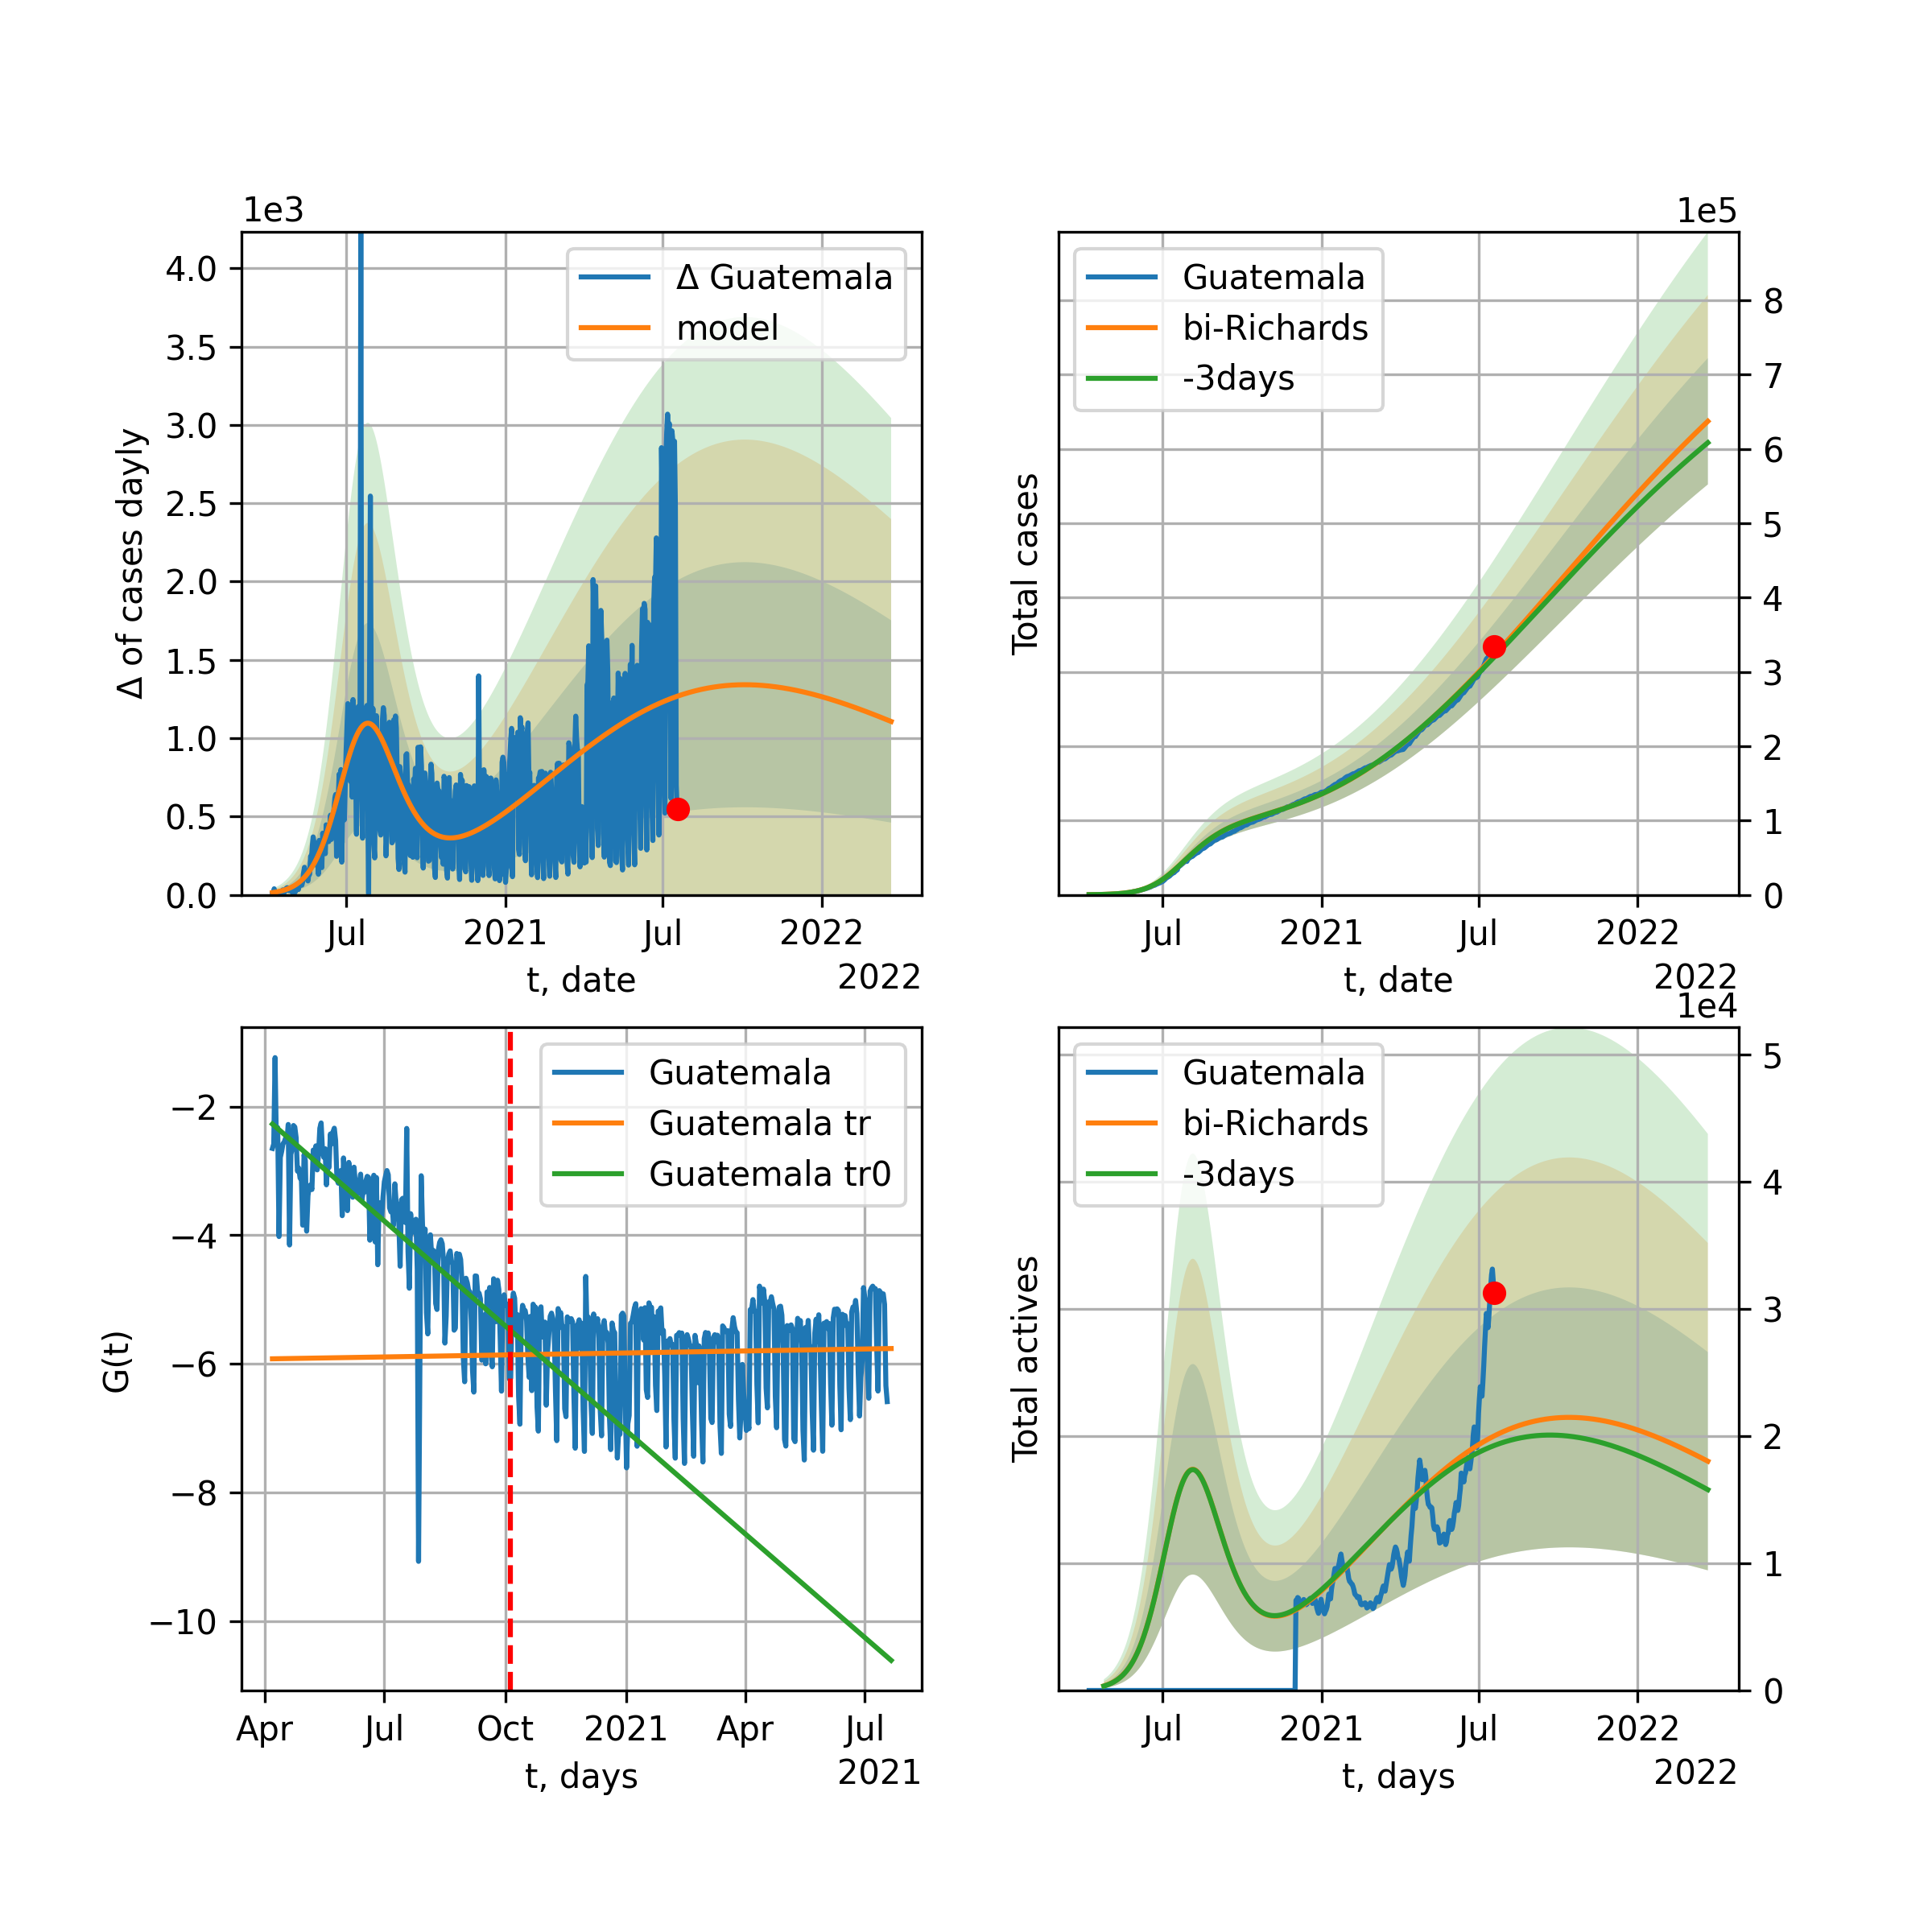 1e3
Δ of cases dayly
4.0
3.5
3.0
2.5
2.0
1.5
1.0
0.5
0.0
Δ Guatemala
model
Jul
2021
Jul
2022
t, date
2022
1e5
Total cases
Guatemala
bi-Richards
-3days
8
7
6
5
4
3
2
1
0
Jul
2021
Jul
2022
t, date
2022
G(t)
−2
−4
−6
−8
−10
Guatemala
Guatemala tr
Guatemala tr0
Apr
Jul
Oct
2021
Apr
Jul
t, days
2021
1e4
Total actives
Guatemala
bi-Richards
-3days
5
4
3
2
1
0
Jul
2021
Jul
2022
t, days
2022